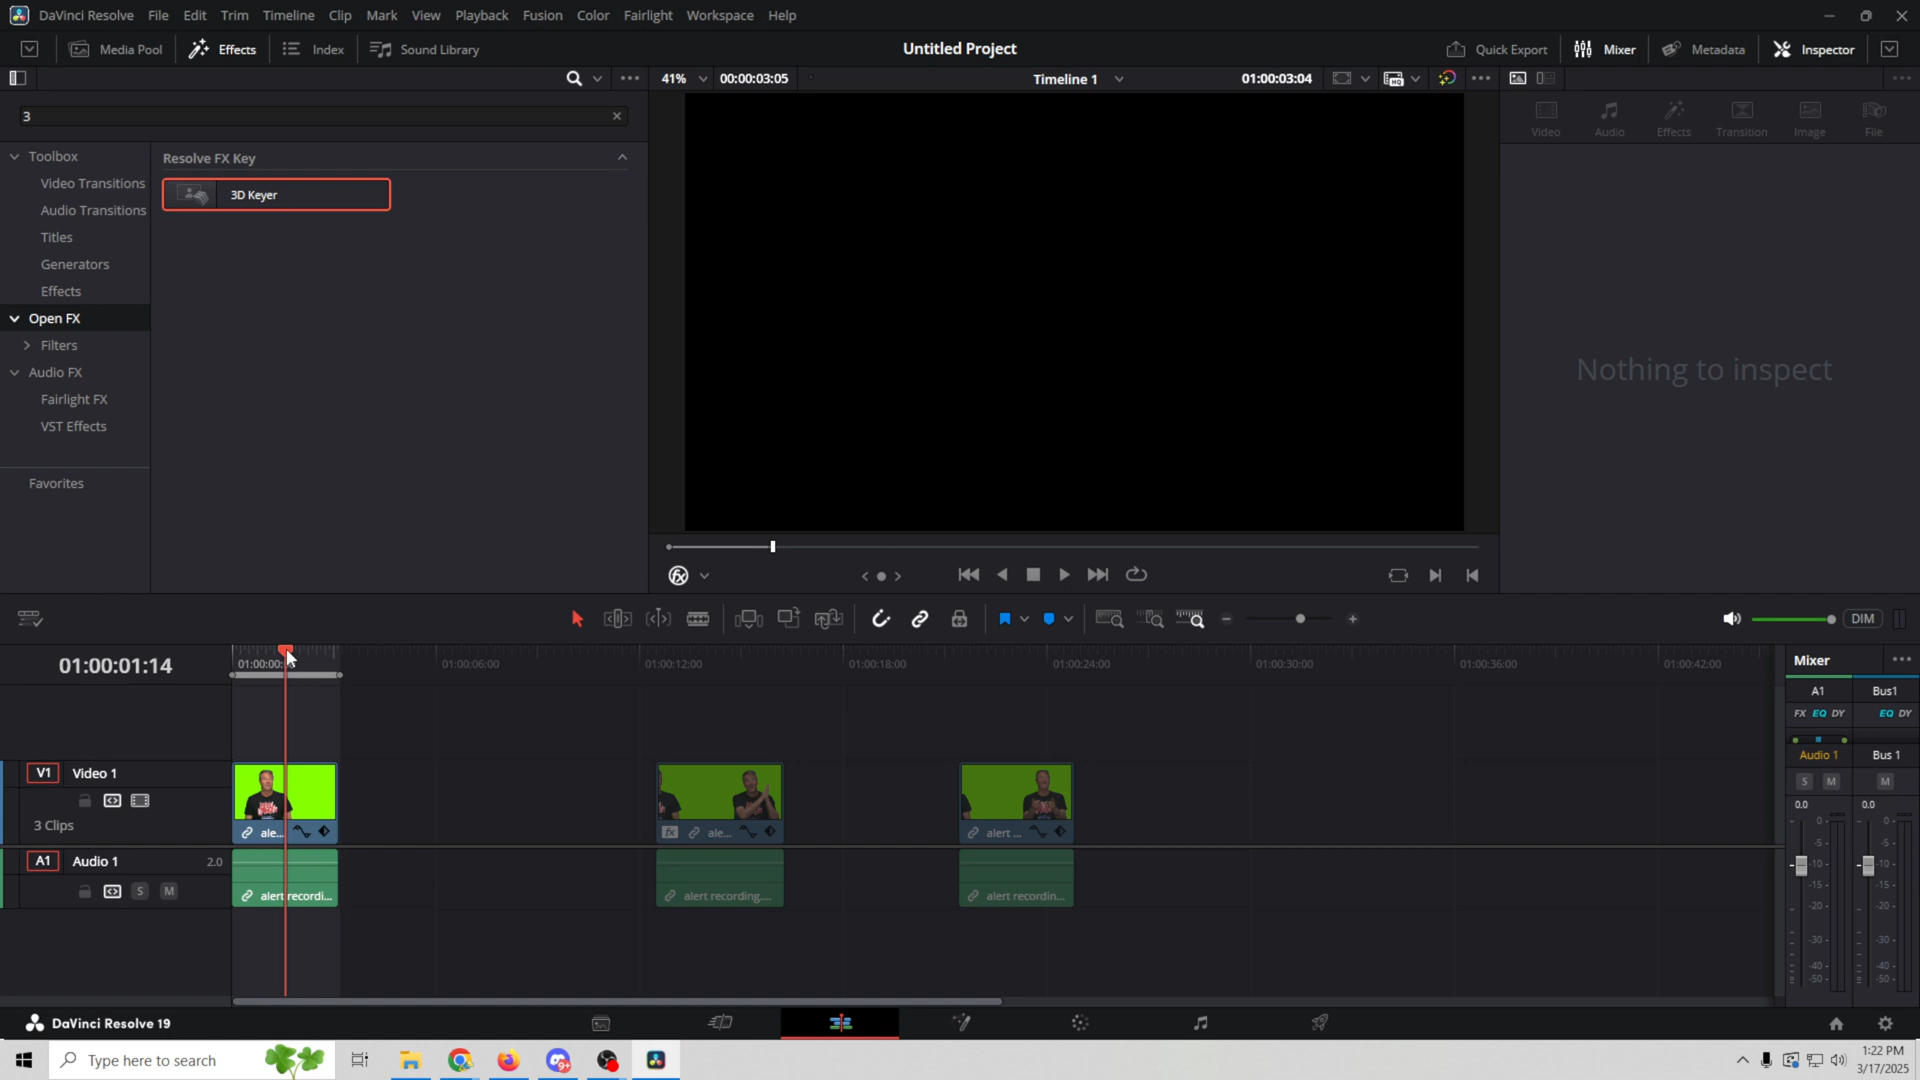 DaVinci Resolve File Edit Trim Timeline Clip Mark View Playback Fusion Color Fairlight Workspace Help
Media Pool Effects Index Sound Library Untitled Project Quick Export Mixer Metadata Inspector
41% 00:00:03:05 Timeline 1 01:00:03:04
3
Video Audio Effects Transition Image File
Toolbox
Video Transitions
Audio Transitions
Titles
Generators
Effects
Open FX
Filters
Audio FX
Fairlight FX
VST Effects
Favorites
Resolve FX Key
3D Keyer
Nothing to inspect
DIM
01:00:01:14
01:00:00: 01:00:06:00 01:00:12:00 01:00:18:00 01:00:24:00 01:00:30:00 01:00:36:00 01:00:42:00
V1 Video 1
3 Clips
ale... ale... alert ...
A1 Audio 1 2.0
S M
alert recordi... alert recording.... alert recordin...
Mixer
A1 Bus1
FX EQ DY EQ DY
Audio 1 Bus 1
S M M
0.0 0.0
0- 0-
-5- -5-
-10- -10-
-15- -15-
-20- -20-
-30- -30-
-40- -40-
-50- -50-
DaVinci Resolve 19
Type here to search
9+
1:22 PM
3/17/2025